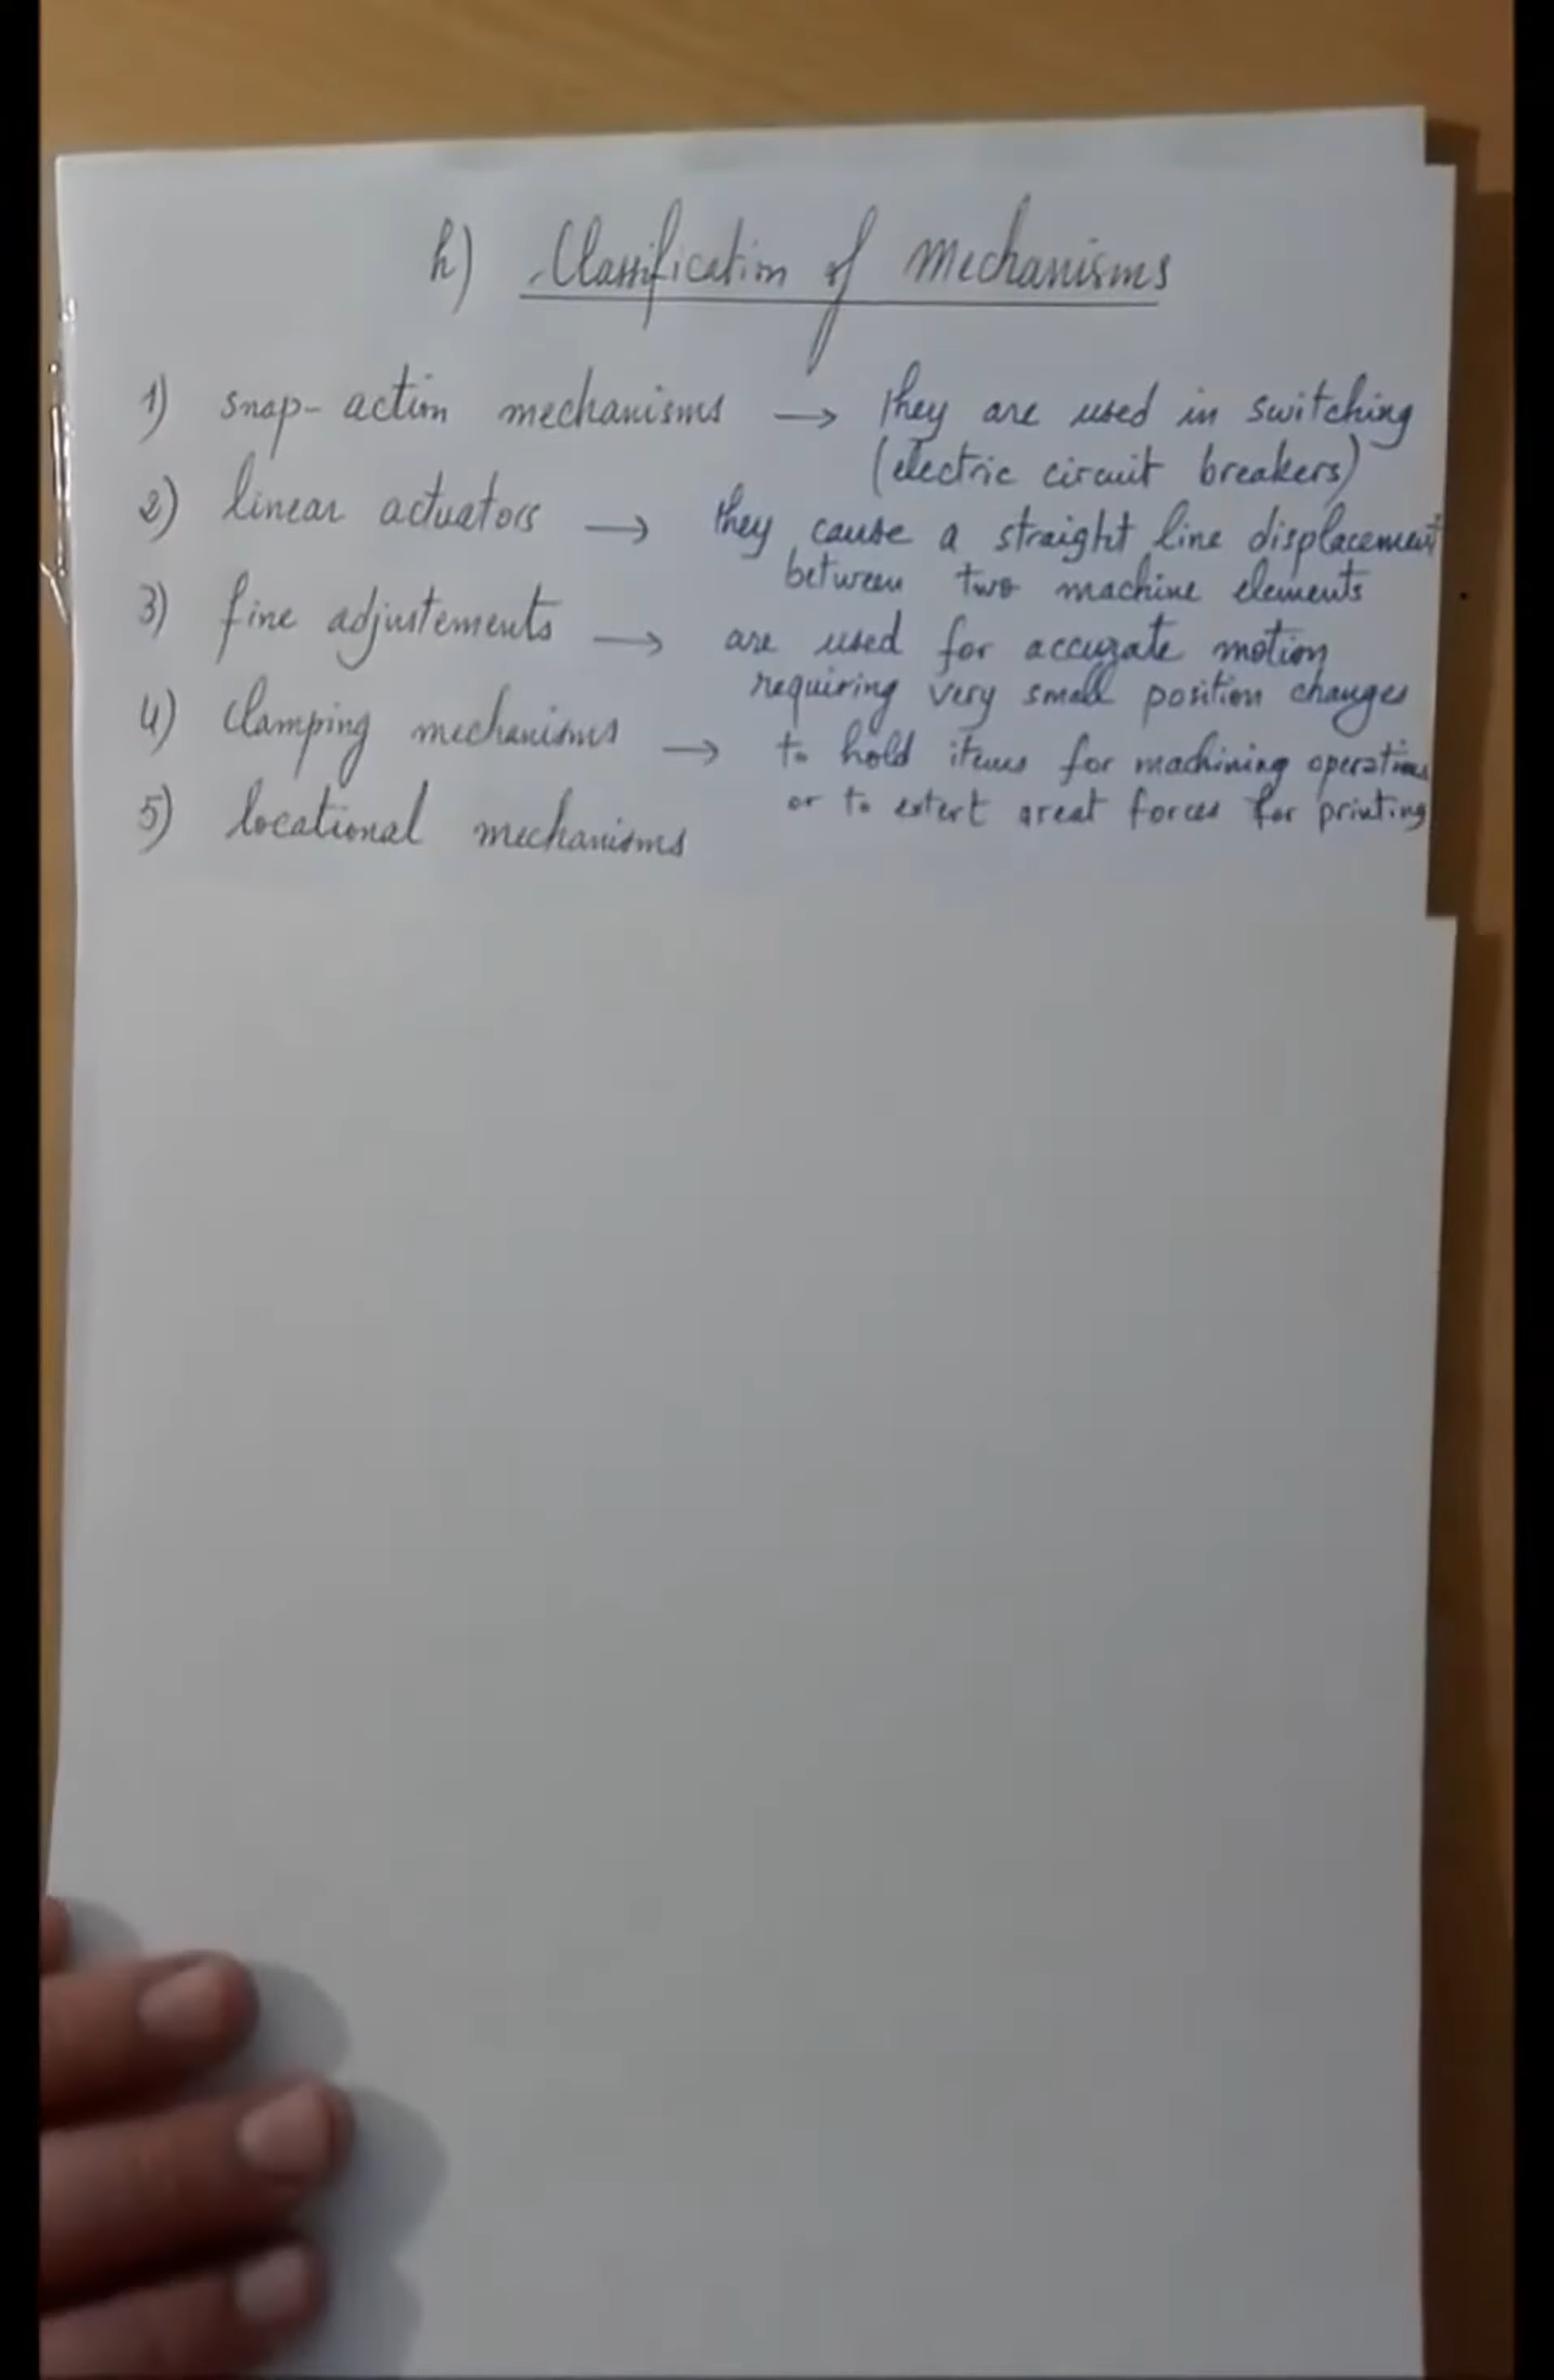 h) Classification of mechanisms
1) snap-action mechanisms → they are used in switching
(electric circuit breakers)
2) linear actuators → they cause a straight line displacement
between two machine elements
3) fine adjustements → are used for accurate motion
requiring very small position changes
4) clamping mechanisms → to hold items for machining operations
or to extert great forces for printing
5) locational mechanisms